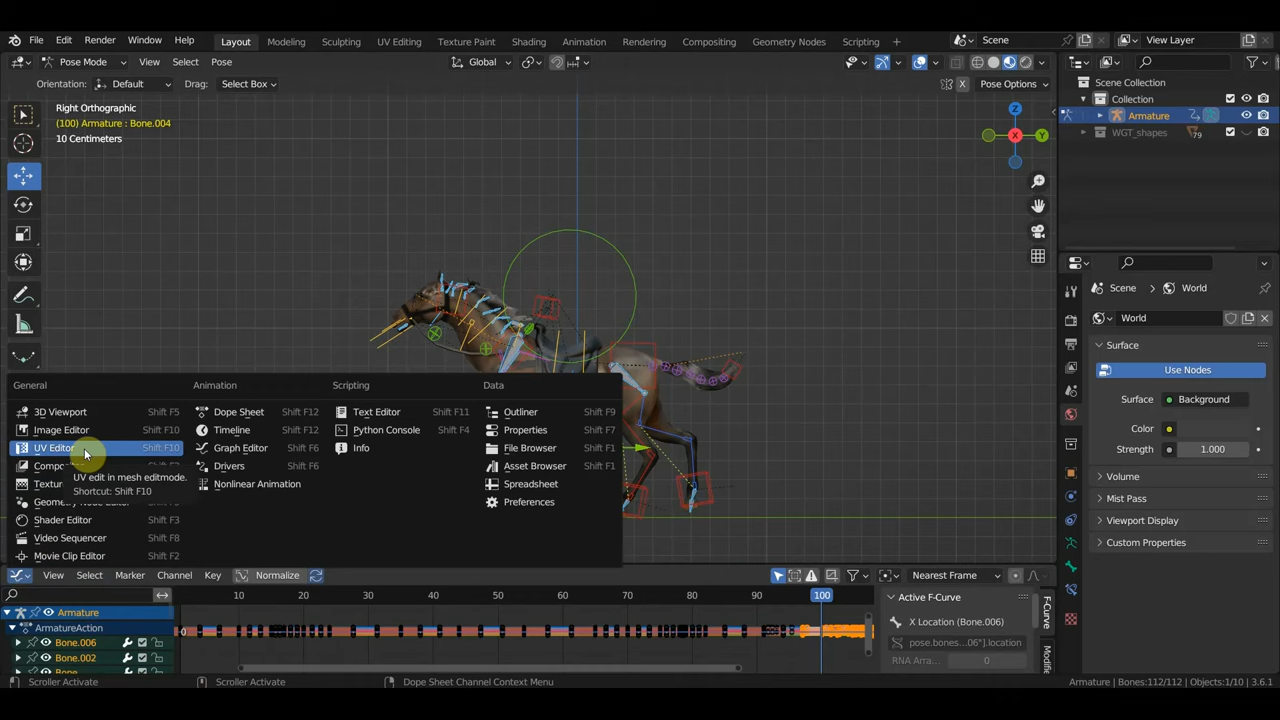 File Edit Render Window Help Layout Modeling Sculpting UV Editing Texture Paint Shading Animation Rendering Compositing Geometry Nodes Scripting + Scene View Layer
Pose Mode View Select Pose Global
Orientation: Default Drag: Select Box X Pose Options
Scene Collection
Collection
Armature
WGT_shapes 79
Right Orthographic
(100) Armature : Bone.004
10 Centimeters
Z
X
Y
Scene World
World
Surface
Use Nodes
Surface Background
Color
Strength 1.000
Volume
Mist Pass
Viewport Display
Custom Properties
General Animation Scripting Data
3D Viewport Shift F5 Dope Sheet Shift F12 Text Editor Shift F11 Outliner Shift F9
Image Editor Shift F10 Timeline Shift F12 Python Console Shift F4 Properties Shift F7
UV Editor Shift F10 Graph Editor Shift F6 Info File Browser Shift F1
Drivers Shift F6 Asset Browser Shift F1
UV edit in mesh editmode.
Nonlinear Animation Spreadsheet
Shortcut: Shift F10
Preferences
Shader Editor Shift F3
Video Sequencer Shift F8
Movie Clip Editor Shift F2
View Select Marker Channel Key Normalize Nearest Frame
10 20 30 40 50 60 70 80 90 100
Active F-Curve
Armature
ArmatureAction
Bone.006
Bone.002
Bone
0
X Location (Bone.006)
pose.bones...06"].location
RNA Arra... 0
F-Curve
Modifie
Scroller Activate Scroller Activate Dope Sheet Channel Context Menu Armature | Bones:112/112 | Objects:1/10 | 3.6.1